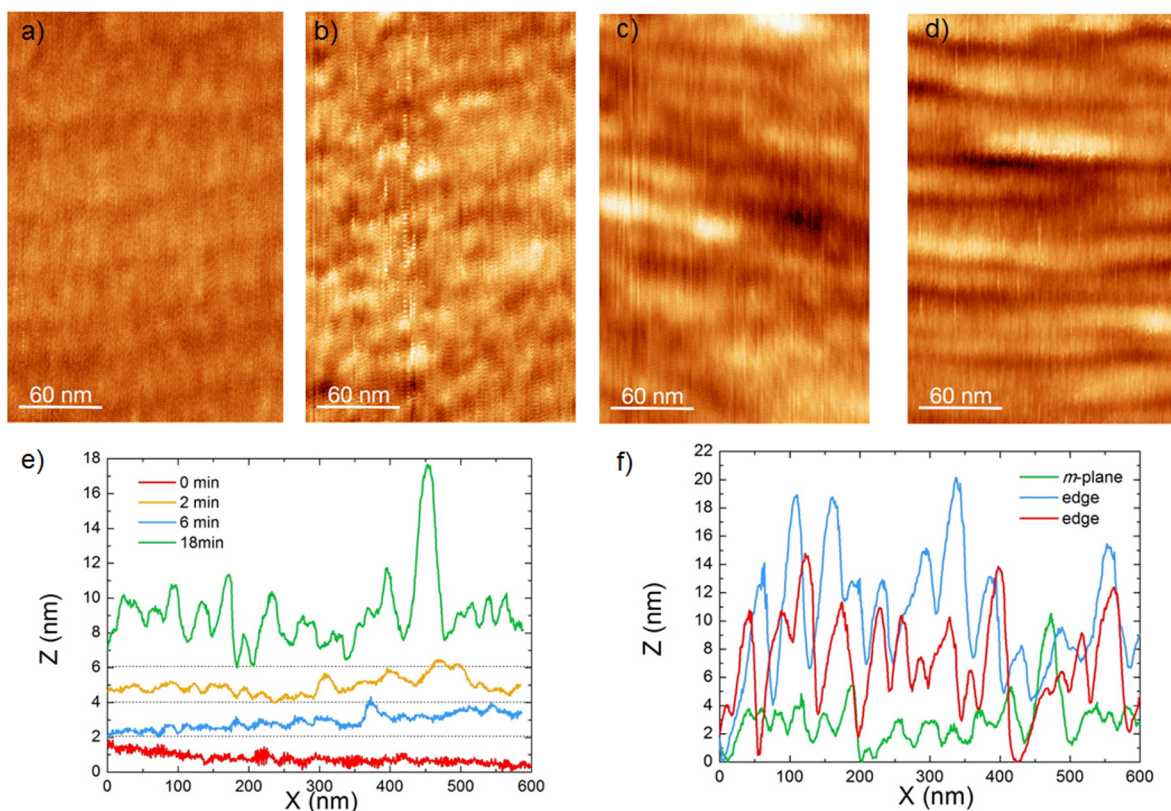 a)
b)
c)
d)
60 nm
60 nm
60 nm
60 nm
e)
18
16
14
12
10
8
6
4
2
0
0 min
2 min
6 min
18min
Z (nm)
0 100 200 300 400 500 600
X (nm)
f)
22
20
18
16
14
12
10
8
6
4
2
0
m-plane
edge
edge
Z (nm)
0 100 200 300 400 500 600
X (nm)